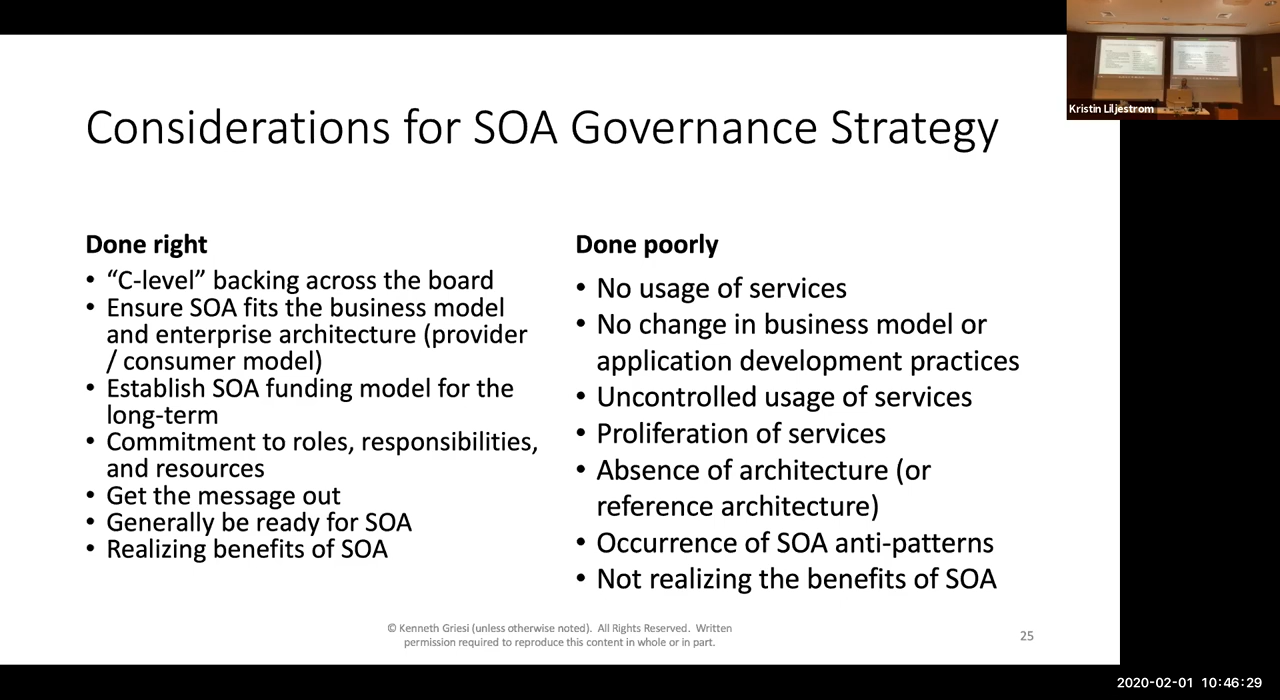 Kristin Liljestrom
Considerations for SOA Governance Strategy
Done right
• “C-level” backing across the board
• Ensure SOA fits the business model
and enterprise architecture (provider
/ consumer model)
• Establish SOA funding model for the
long-term
• Commitment to roles, responsibilities,
and resources
• Get the message out
• Generally be ready for SOA
• Realizing benefits of SOA
Done poorly
• No usage of services
• No change in business model or
application development practices
• Uncontrolled usage of services
• Proliferation of services
• Absence of architecture (or
reference architecture)
• Occurrence of SOA anti-patterns
• Not realizing the benefits of SOA
© Kenneth Griesi (unless otherwise noted).  All Rights Reserved.  Written
permission required to reproduce this content in whole or in part.
25
2020-02-01 10:46:29